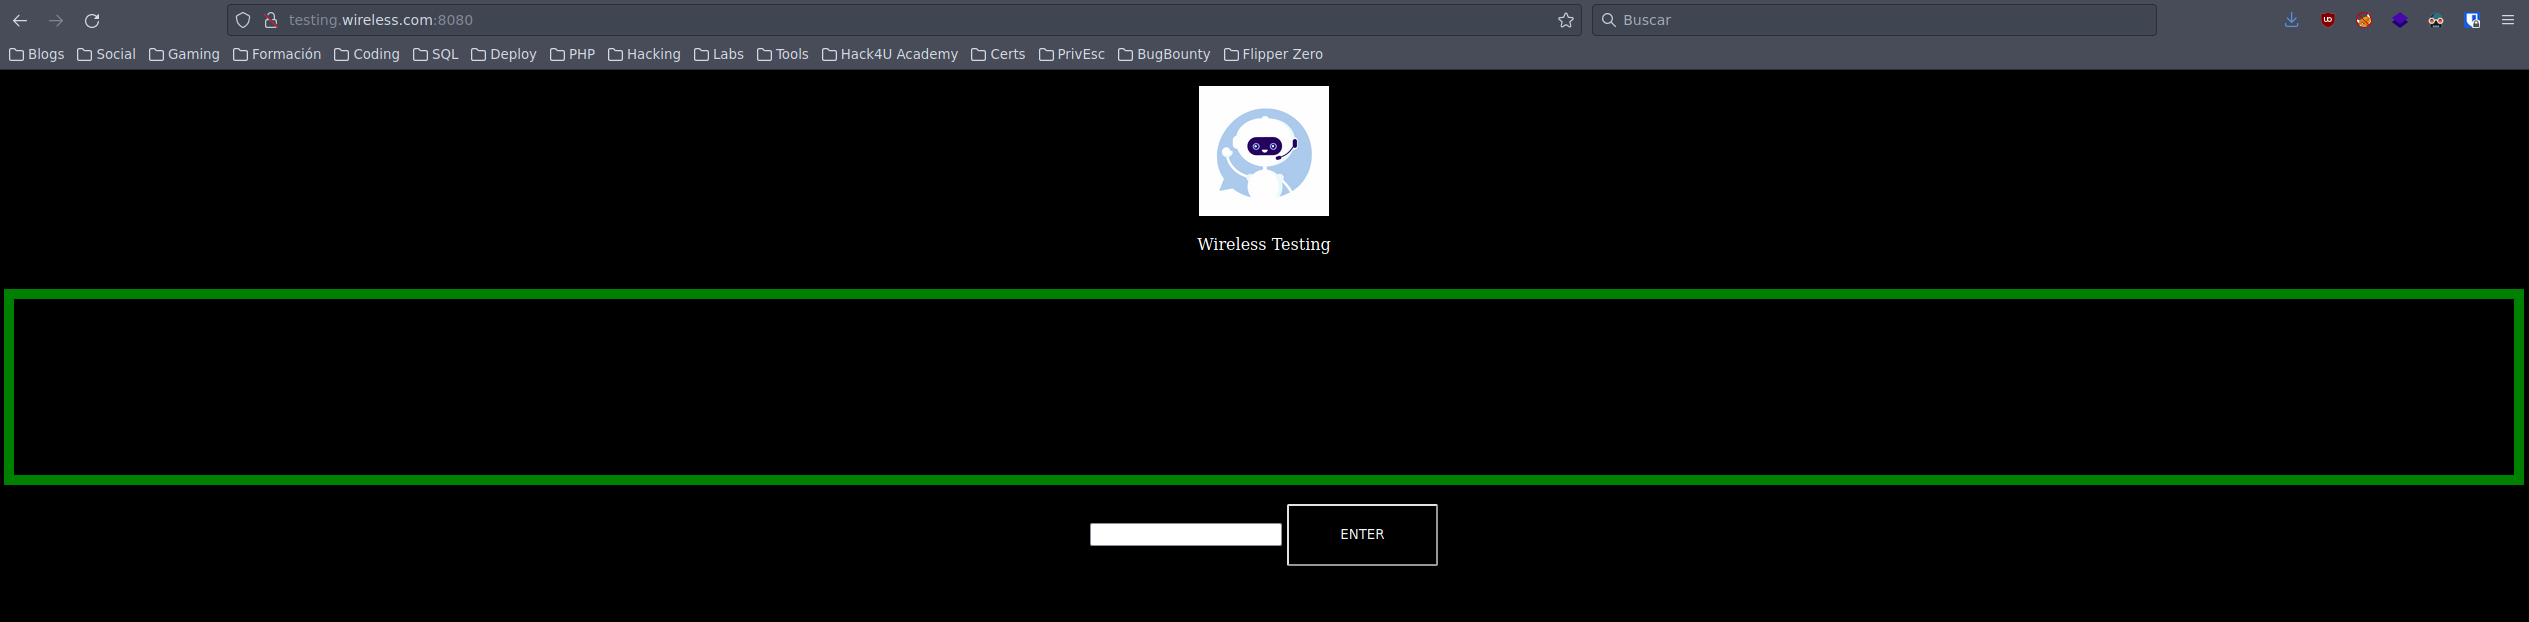 testing.wireless.com:8080
Buscar
Blogs Social Gaming Formación Coding SQL Deploy PHP Hacking Labs Tools Hack4U Academy Certs PrivEsc BugBounty Flipper Zero
Wireless Testing
ENTER